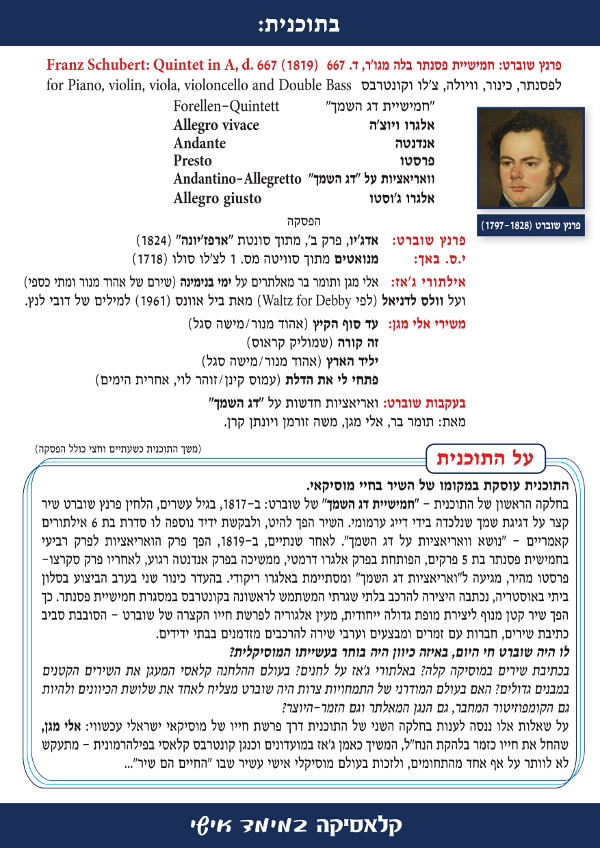 בתוכנית:
פרנץ שוברט: חמישיית פסנתר בלה מגו'ר, ד. 667 Franz Schubert: Quintet in A, d. 667 (1819)
לפסנתר, כינור, וויולה, צ'לו וקונטרבס for Piano, violin, viola, violoncello and Double Bass
"חמישיית דג השמך" Forellen-Quintett
אלגרו ויוצ'ה Allegro vivace
אנדנטה Andante
פרסטו Presto
וואריאציות על "דג השמך" Andantino-Allegretto
אלגרו ג'וסטו Allegro giusto
פרנץ שוברט (1797-1828)
הפסקה
פרנץ שוברט: אדג'יו, פרק ב', מתוך סונטת "ארפז'יונה" (1824)
י.ס. באך: מנואטים מתוך סוויטה מס. 1 לצ'לו סולו (1718)
אילתורי ג'אז: אלי מגן ותומר בר מאלתרים על ימי בנימינה (שירם של אהוד מנור ומתי כספי)
ועל וולס לדניאל (לפי Waltz for Debby) מאת ביל אוונס (1961) למילים של דובי לנץ.
משירי אלי מגן: עד סוף הקיץ (אהוד מנור/מישה סגל)
זה קורה (שמוליק קראוס)
יליד הארץ (אהוד מנור/מישה סגל)
פתחי לי את הדלת (עמוס קינן/זוהר לוי, אחרית הימים)
בעקבות שוברט: ואריאציות חדשות על "דג השמך"
מאת: תומר בר, אלי מגן, משה זורמן ויונתן קרן.
(משך התוכנית כשעתיים וחצי כולל הפסקה)
על התוכנית
התוכנית עוסקת במקומו של השיר בחיי מוסיקאי.
בחלקה הראשון של התוכנית - "חמישיית דג השמך" של שוברט: ב-1817, בגיל עשרים, הלחין פרנץ שוברט שיר
קצר על דגיגת שמך שנלכדה בידי דייג ערמומי. השיר הפך להיט, ולבקשת ידיד נוספה לו סדרת בת 6 אילתורים
קאמריים - "נושא וואריאציות על דג השמך". לאחר שנתיים, ב-1819, הפך פרק הוואריאציות לפרק רביעי
בחמישית פסנתר בת 5 פרקים, הפותחת בפרק אלגרו דרמטי, ממשיכה בפרק אנדנטה רגוע, לאחריו פרק סקרצו-
פרסטו מהיר, מגיעה ל"ואריאציות דג השמך" ומסתיימת באלגרו ריקודי. בהעדר כינור שני בערב הביצוע בסלון
ביתי באוסטריה, נכתבה היצירה להרכב בלתי שגרתי המשתמש לראשונה בקונטרבס במסגרת חמישיית פסנתר. כך
הפך שיר קטן מנוף ליצירת מופת גדולה ייחודית, מעין אלגוריה לפרשת חייו הקצרה של שוברט - הסובבת סביב
כתיבת שירים, חברות עם זמרים ומבצעים וערבי שירה להרכבים מזדמנים בבתי ידידים.
לו היה שוברט חי היום, באיזה כיוון היה בוחר בעשייתו המוסיקלית?
בכתיבת שירים במוסיקה קלה? באלתורי ג'אז על לחנים? בעולם ההלחנה קלאסי המעגן את השירים הקטנים
במבנים גדולים? האם בעולם המודרני של התמחויות צרות היה שוברט מצליח לאחד את שלושת הכיוונים ולהיות
גם הקומפוזיטור המחבר, גם הנגן המאלתר וגם הזמר-היוצר?
על שאלות אלו ננסה לענות בחלקה השני של התוכנית דרך פרשת חייו של מוסיקאי ישראלי עכשווי: אלי מגן,
שהחל את חייו כזמר בלהקת הנח"ל, המשיך כאמן ג'אז במועדונים וכנגן קונטרבס קלאסי בפילהרמונית - מתעקש
לא לוותר על אף אחד מהתחומים, ולזכות בעולם מוסיקלי אישי עשיר שבו "החיים הם שיר"...
קלאסיקה במימד אישי